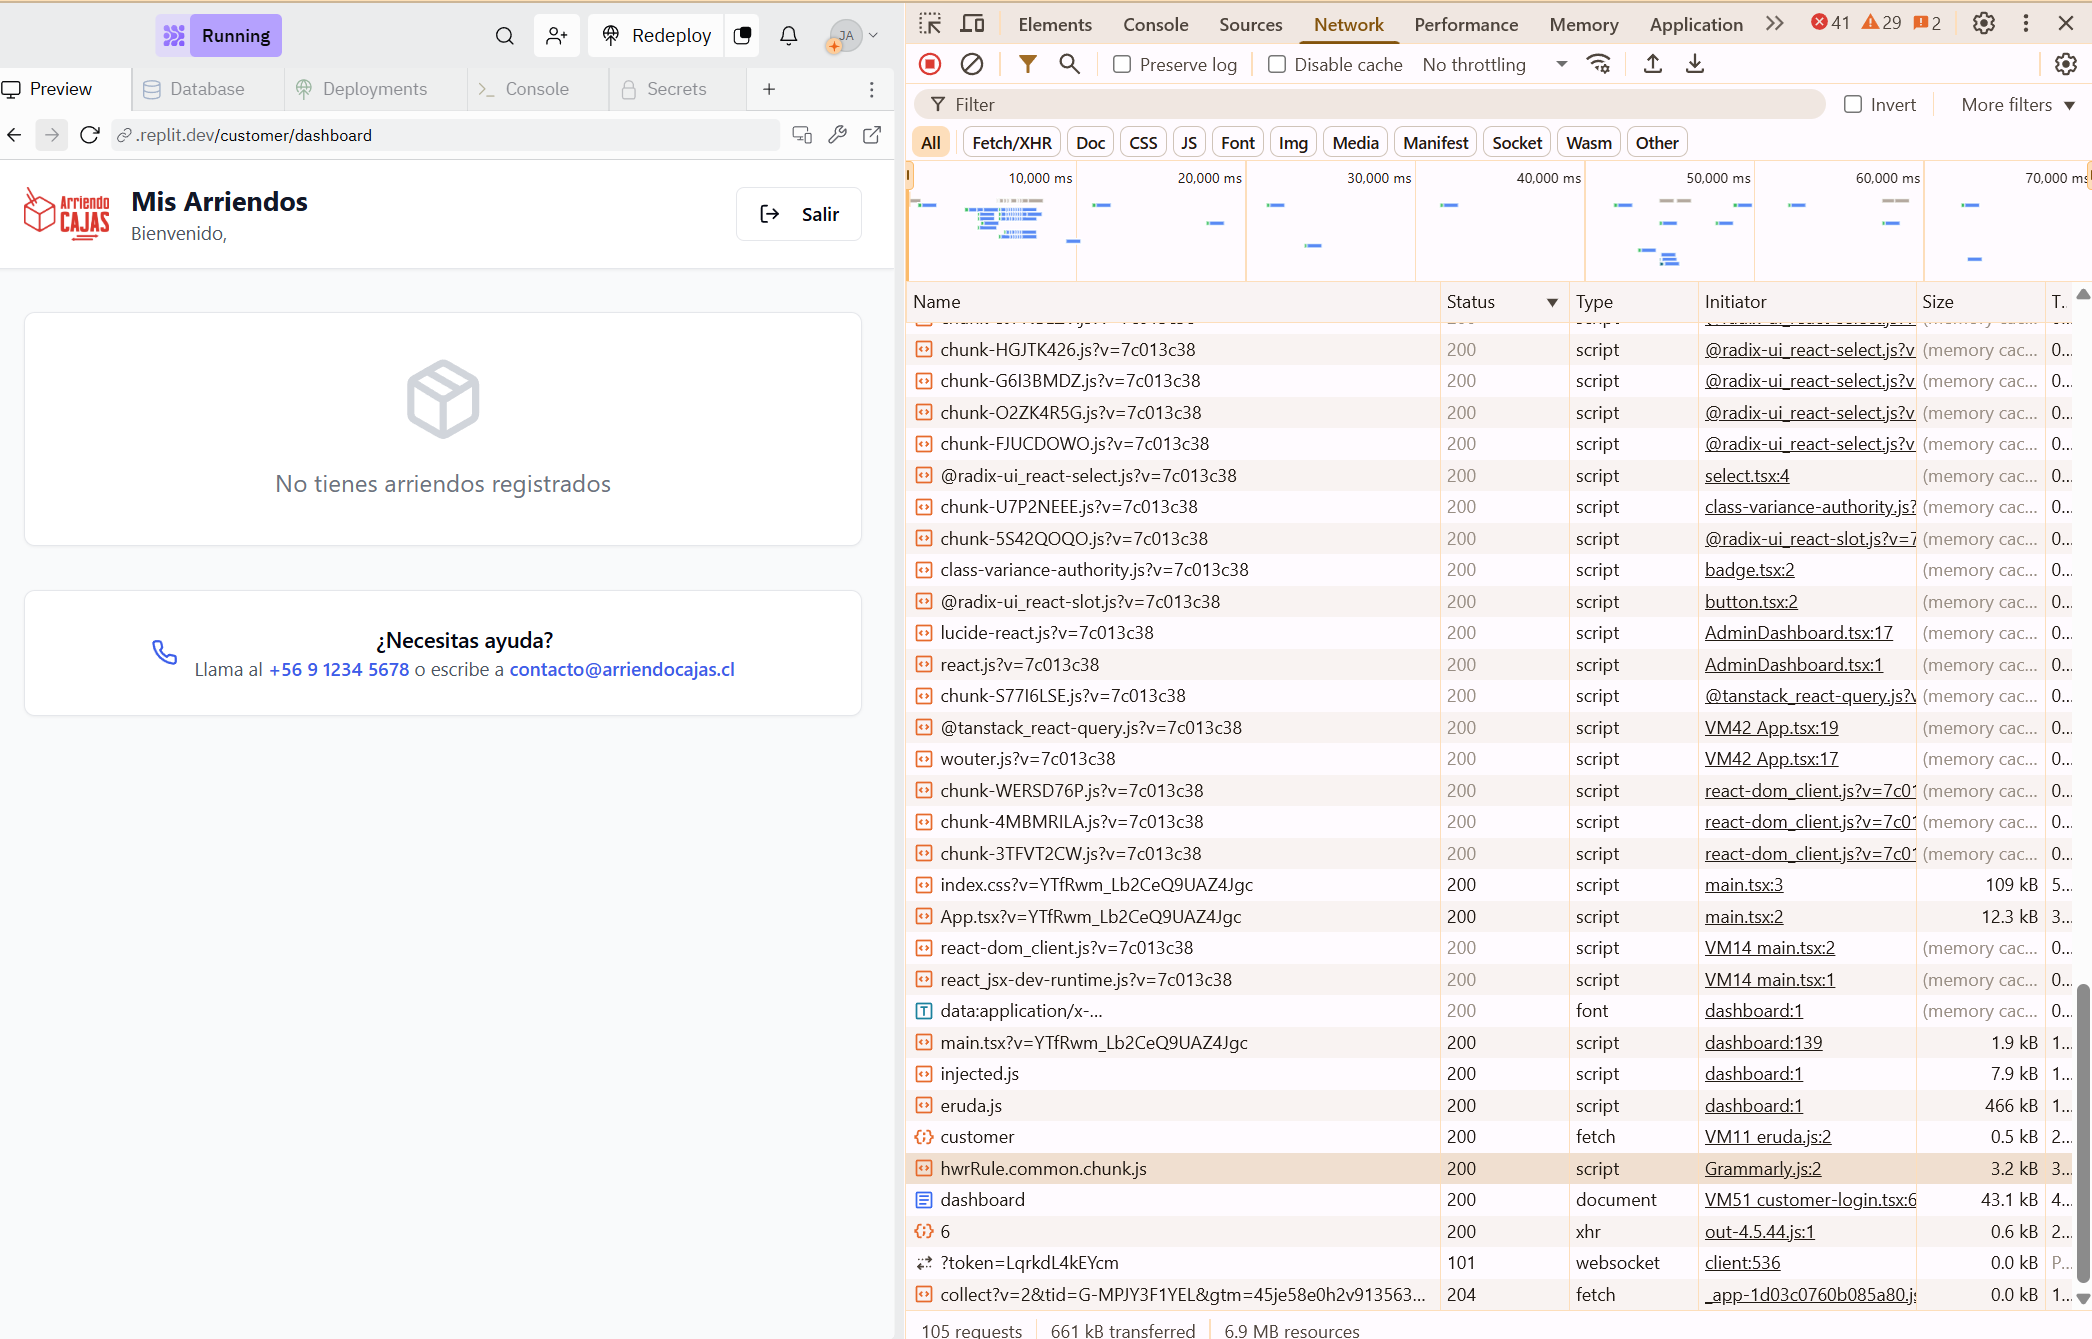 Running
Redeploy
JA
Preview
Database
Deployments
Console
Secrets
.replit.dev/customer/dashboard
Arriendo
CAJAS
Mis Arriendos
Bienvenido,
Salir
No tienes arriendos registrados
¿Necesitas ayuda?
Llama al +56 9 1234 5678 o escribe a contacto@arriendocajas.cl
Elements Console Sources Network Performance Memory Application 41 29 2
Preserve log Disable cache No throttling
Filter Invert More filters
All Fetch/XHR Doc CSS JS Font Img Media Manifest Socket Wasm Other
10,000 ms 20,000 ms 30,000 ms 40,000 ms 50,000 ms 60,000 ms 70,000 ms
Name Status Type Initiator Size T..
chunk-HGJTK426.js?v=7c013c38 200 script @radix-ui_react-select.js?v (memory cac... 0...
chunk-G6I3BMDZ.js?v=7c013c38 200 script @radix-ui_react-select.js?v (memory cac... 0...
chunk-O2ZK4R5G.js?v=7c013c38 200 script @radix-ui_react-select.js?v (memory cac... 0...
chunk-FJUCDOWO.js?v=7c013c38 200 script @radix-ui_react-select.js?v (memory cac... 0...
@radix-ui_react-select.js?v=7c013c38 200 script select.tsx:4 (memory cac... 0...
chunk-U7P2NEEE.js?v=7c013c38 200 script class-variance-authority.js? (memory cac... 0...
chunk-5S42QOQO.js?v=7c013c38 200 script @radix-ui_react-slot.js?v=7 (memory cac... 0...
class-variance-authority.js?v=7c013c38 200 script badge.tsx:2 (memory cac... 0...
@radix-ui_react-slot.js?v=7c013c38 200 script button.tsx:2 (memory cac... 0...
lucide-react.js?v=7c013c38 200 script AdminDashboard.tsx:17 (memory cac... 0...
react.js?v=7c013c38 200 script AdminDashboard.tsx:1 (memory cac... 0...
chunk-S77I6LSE.js?v=7c013c38 200 script @tanstack_react-query.js?v (memory cac... 0...
@tanstack_react-query.js?v=7c013c38 200 script VM42 App.tsx:19 (memory cac... 0...
wouter.js?v=7c013c38 200 script VM42 App.tsx:17 (memory cac... 0...
chunk-WERSD76P.js?v=7c013c38 200 script react-dom_client.js?v=7c01 (memory cac... 0...
chunk-4MBMRILA.js?v=7c013c38 200 script react-dom_client.js?v=7c01 (memory cac... 0...
chunk-3TFVT2CW.js?v=7c013c38 200 script react-dom_client.js?v=7c01 (memory cac... 0...
index.css?v=YTfRwm_Lb2CeQ9UAZ4Jgc 200 script main.tsx:3 109 kB 5...
App.tsx?v=YTfRwm_Lb2CeQ9UAZ4Jgc 200 script main.tsx:2 12.3 kB 3...
react-dom_client.js?v=7c013c38 200 script VM14 main.tsx:2 (memory cac... 0...
react_jsx-dev-runtime.js?v=7c013c38 200 script VM14 main.tsx:1 (memory cac... 0...
data:application/x-... 200 font dashboard:1 (memory cac... 0...
main.tsx?v=YTfRwm_Lb2CeQ9UAZ4Jgc 200 script dashboard:139 1.9 kB 1...
injected.js 200 script dashboard:1 7.9 kB 1...
eruda.js 200 script dashboard:1 466 kB 1...
customer 200 fetch VM11 eruda.js:2 0.5 kB 2...
hwrRule.common.chunk.js 200 script Grammarly.js:2 3.2 kB 3...
dashboard 200 document VM51 customer-login.tsx:6 43.1 kB 4...
6 200 xhr out-4.5.44.js:1 0.6 kB 2...
?token=LqrkdL4kEYcm 101 websocket client:536 0.0 kB P...
collect?v=2&tid=G-MPJY3F1YEL&gtm=45je58e0h2v913563... 204 fetch _app-1d03c0760b085a80.js 0.0 kB 1...
105 requests 661 kB transferred 6.9 MB resources